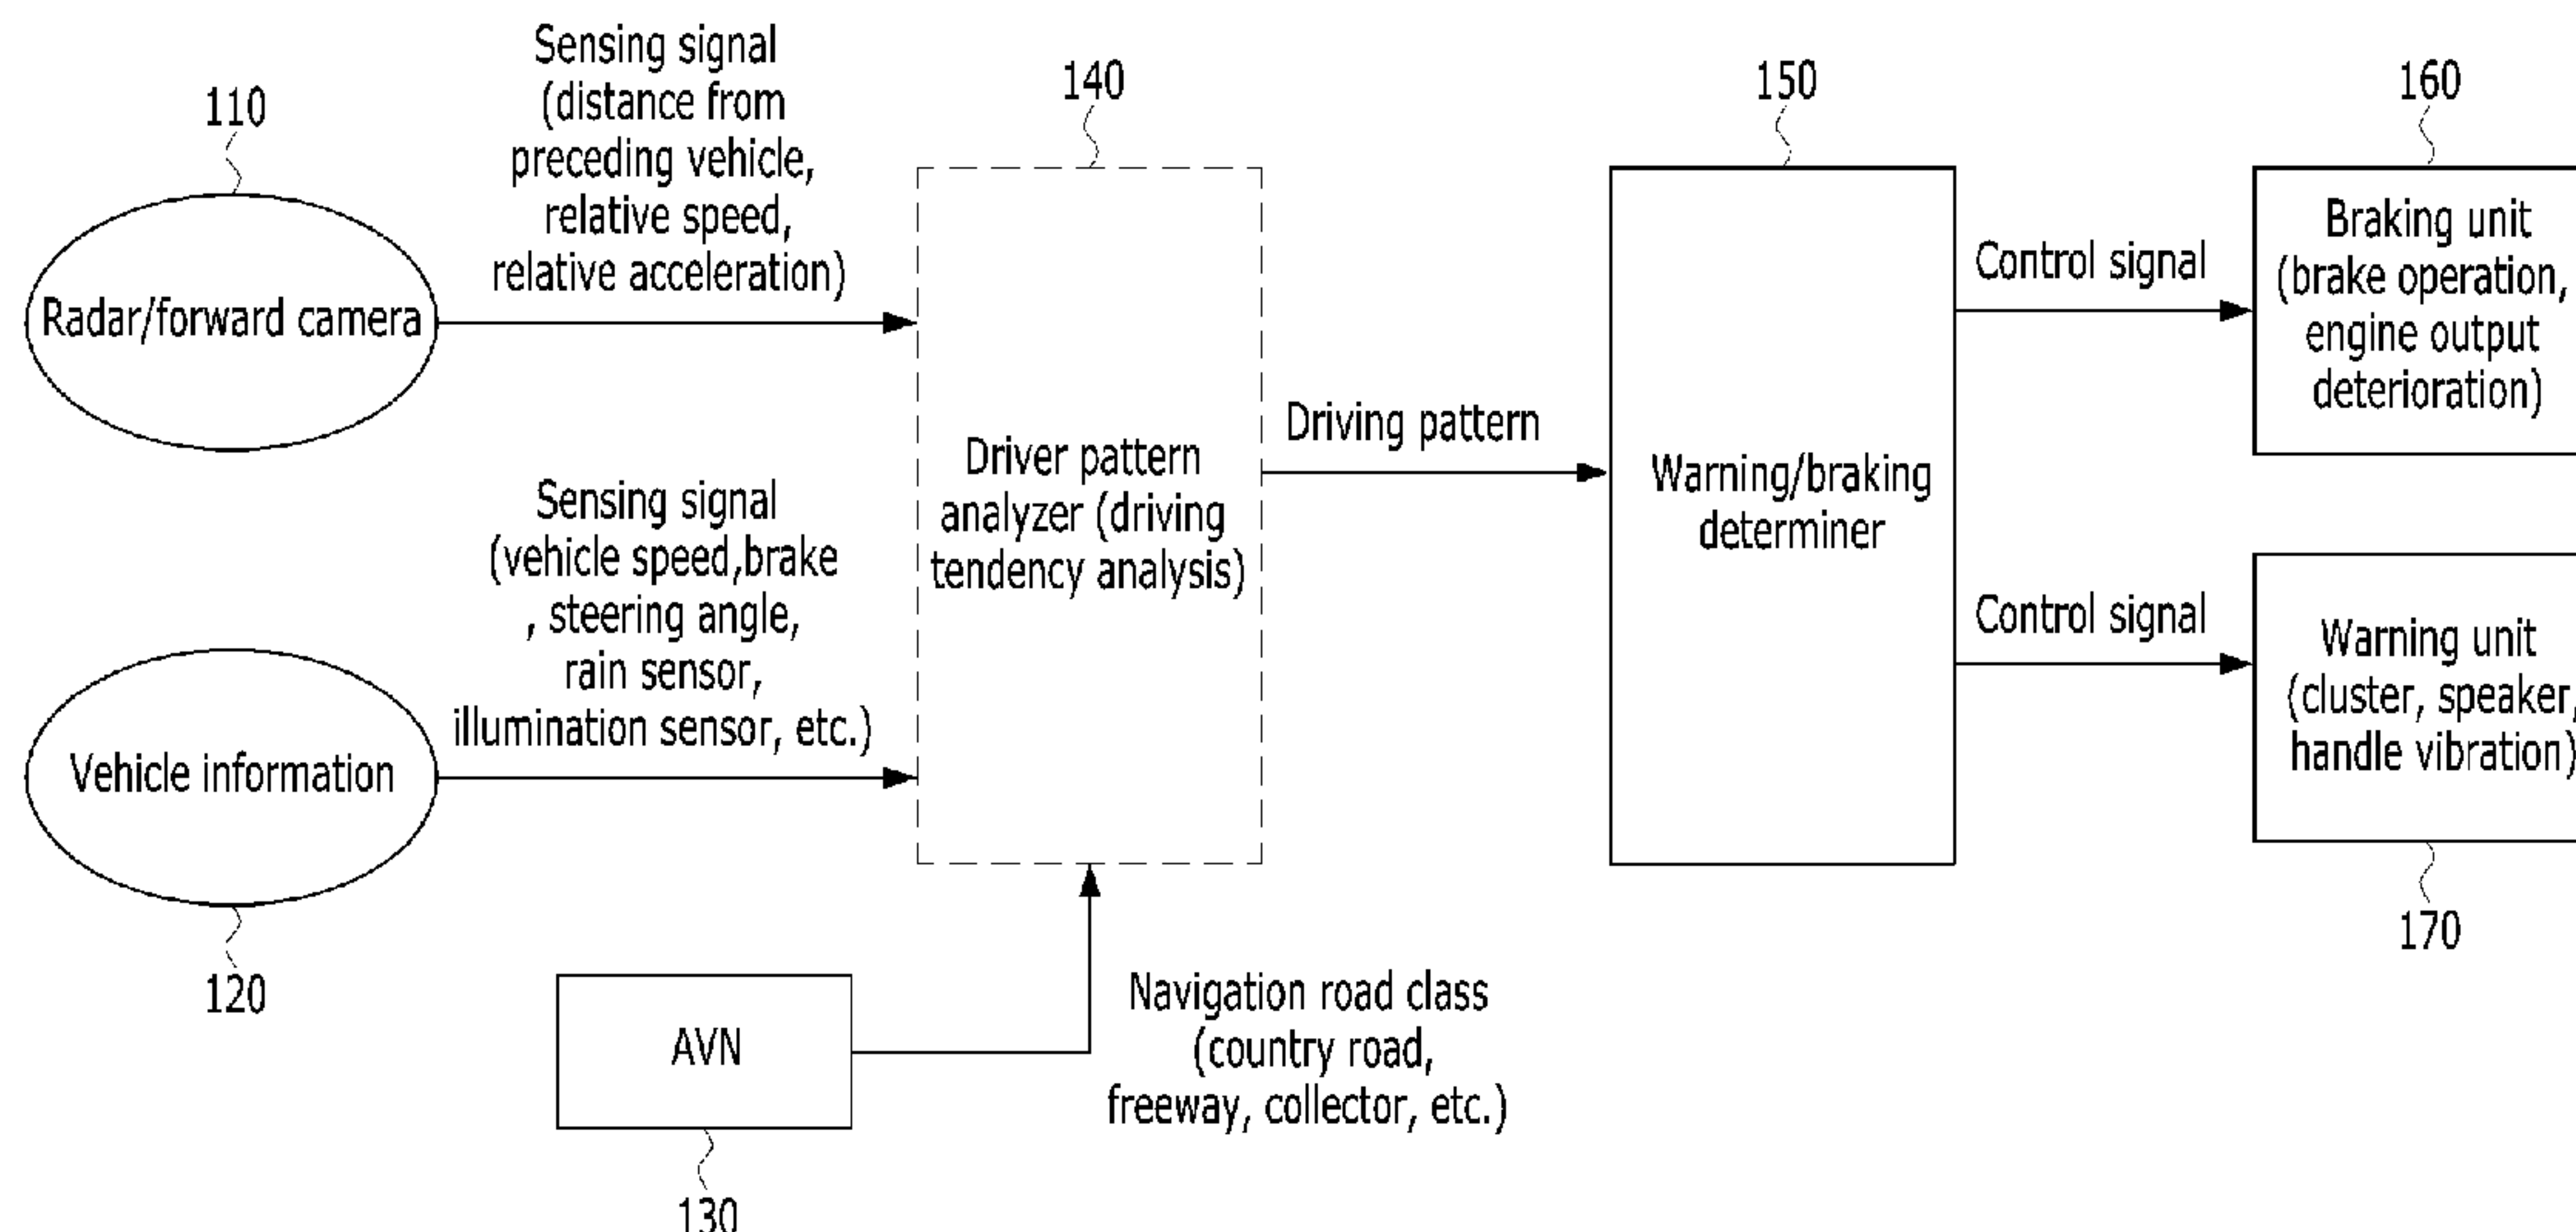 110
Radar/forward camera
Sensing signal
(distance from
preceding vehicle,
relative speed,
relative acceleration)
Vehicle information
120
Sensing signal
(vehicle speed,brake
, steering angle,
rain sensor,
illumination sensor, etc.)
AVN
130
Navigation road class
(country road,
freeway, collector, etc.)
140
Driver pattern
analyzer (driving
tendency analysis)
Driving pattern
150
Warning/braking
determiner
Control signal
160
Braking unit
(brake operation,
engine output
deterioration)
Control signal
Warning unit
(cluster, speaker,
handle vibration)
170